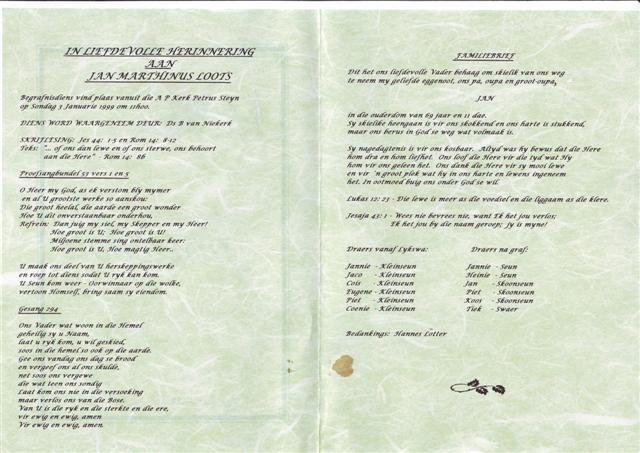 IN LIEFDEVOLLE HERINNERING
AAN
JAN MARTHINUS LOOTS
Begrafnisdiens vind plaas vanuit die A P Kerk Petrus Steyn
op Sondag 3 Januarie 1999 om 11h00.
DIENS WORD WAARGENEEM DEUR: Ds B van Niekerk
SKRIFLESING: Jes 44: 1-5 en Rom 14: 8-12
Teks: "... of ons dan lewe en of ons sterwe, ons behoort
aan die Here" - Rom 14: 8b
Proefsangbundel 53 vers 1 en 5
O Heer my God, as ek verstom bly mymer
en al U grootste werke so aanskou:
Die groot heelal, die aarde een groot wonder
Hoe U dit onverstaanbaar onderhou,
Refrein: Dan juig my siel, my Skepper en my Heer!
Hoe groot is U; Hoe groot is U!
Miljoene stemme sing ontelbaar keer:
Hoe groot is U, Hoe magtig Heer..
U maak ons deel van U herskeppingswerke
en roep tot diens sodat U ryk kan kom.
U Seun kom weer - Oorwinnaar op die wolke,
vertoon Homself, bring saam sy eiendom.
Gesang 294
Ons Vader wat woon in die Hemel
geheilig sy u Naam,
laat u ryk kom, u wil geskied,
soos in die hemel so ook op die aarde.
Gee ons vandag ons dag se brood
en vergeef ons al ons skulde,
net soos ons vergewe
die wat teen ons sondig
Laat kom ons nie in die versoeking
maar verlos ons van die Bose.
Van U is die ryk en die sterkte en die ere,
vir ewig en ewig, amen
Vir ewig en ewig, amen.
FAMILIEBRIEF
Dit het ons liefdevolle Vader behaag om skielik van ons weg
te neem my geliefde eggenoot, ons pa, oupa en groot-oupa,
JAN
in die ouderdom van 69 jaar en 11 dae.
Sy skielike heengaan is vir ons skokkend en ons harte is stukkend,
maar ons berus in God se weg wat volmaak is.
Sy nagedagtenis is vir ons kosbaar. Altyd was hy bewus dat die Here
hom dra en hom liefhet. Ons loof die Here vir die tyd wat Hy
hom vir ons geleen het. Ons dank die Here vir sy mooi lewe
en vir 'n groot plek wat hy in ons harte en lewens ingeneem
het. In ootmoed buig ons onder God se wil.
Lukas 12: 23 - Die lewe is meer as die voedsel en die liggaam as die klere.
Jesaja 43: 1 - Wees nie bevrees nie, want Ek het jou verlos;
Ek het jou by die naam geroep; Jy is myne!
Draers vanaf Lykswa: Draers na graf:
Jannie - Kleinseun Jannie - Seun
Jaco - Kleinseun Heinie - Seun
Cois - Kleinseun Jan - Skoonseun
Eugene - Kleinseun Piet - Skoonseun
Piet - Kleinseun Koos - Skoonseun
Coenie - Kleinseun Tiek - Swaer
Bedankings: Hannes Lötter